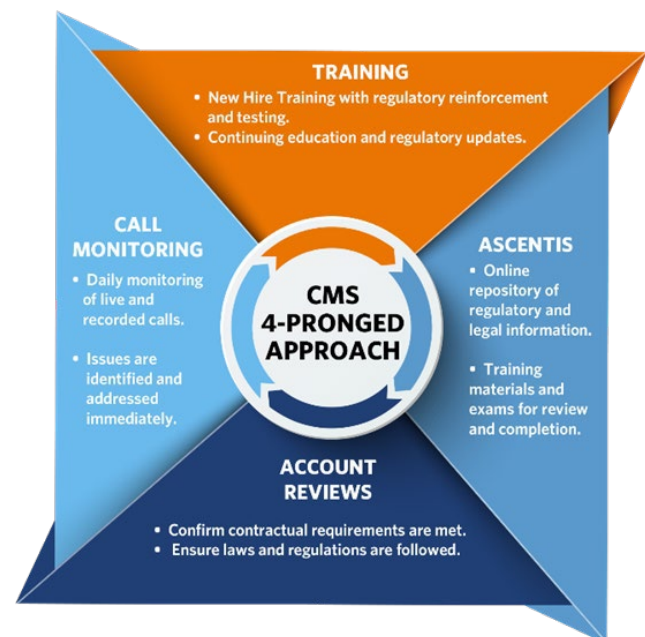 TRAINING
• New Hire Training with regulatory reinforcement
and testing.
• Continuing education and regulatory updates.
CALL
MONITORING
• Daily monitoring
of live and
recorded calls.
• Issues are
identified and
addressed
immediately.
CMS
4-PRONGED
APPROACH
ASCENTIS
• Online
repository of
regulatory and
legal information.
• Training
materials and
exams for review
and completion.
ACCOUNT
REVIEWS
• Confirm contractual requirements are met.
• Ensure laws and regulations are followed.